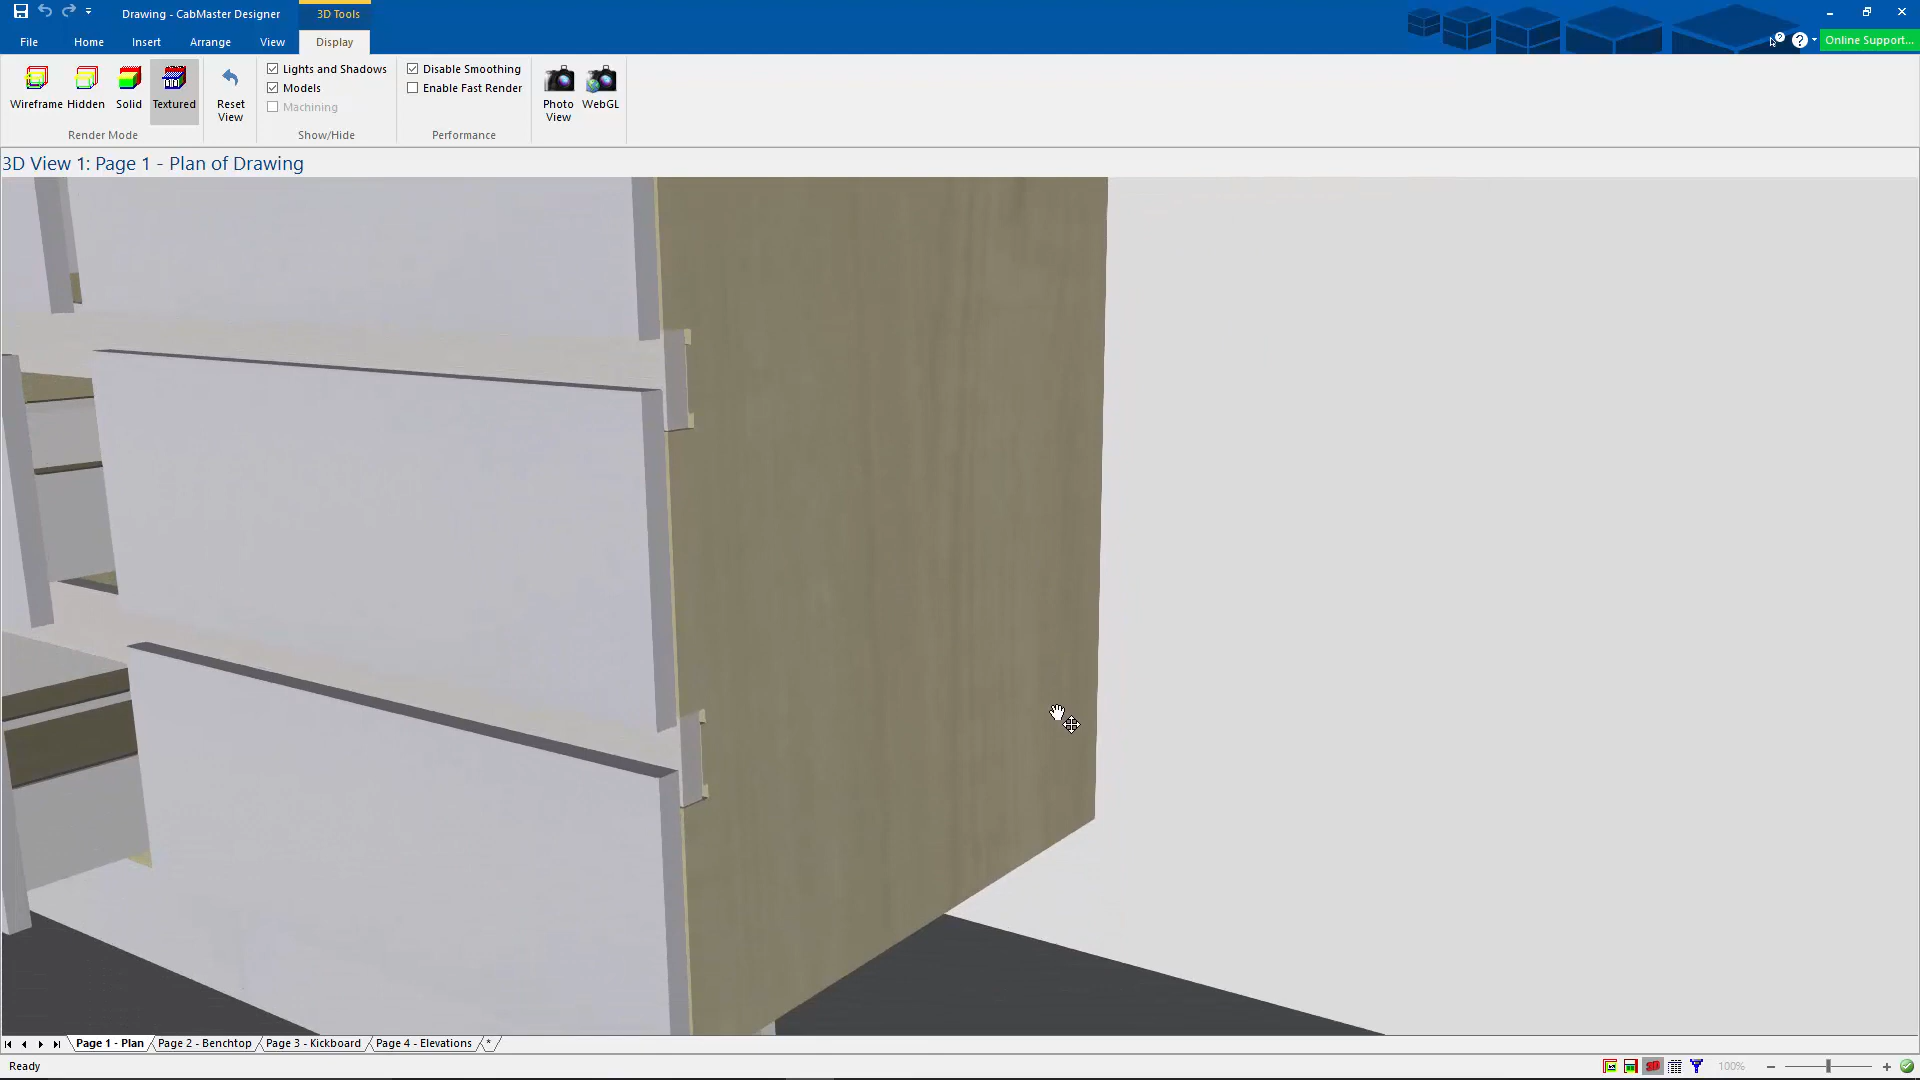 Drawing - CabMaster Designer
3D Tools
File
Home
Insert
Arrange
View
Display
Online Support...
Wireframe
Hidden
Solid
Textured
Render Mode
Reset
View
Lights and Shadows
Models
Machining
Show/Hide
Disable Smoothing
Enable Fast Render
Performance
Photo
View
WebGL
3D View 1: Page 1 - Plan of Drawing
Page 1 - Plan
Page 2 - Benchtop
Page 3 - Kickboard
Page 4 - Elevations
*
Ready
3D
100%